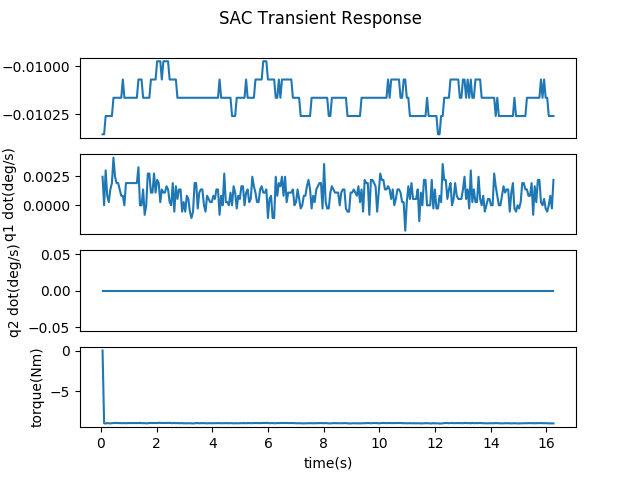 SAC Transient Response
−0.01000
−0.01025
q1 dot(deg/s)
0.0025
0.0000
q2 dot(deg/s)
0.05
0.00
−0.05
torque(Nm)
0
−5
0 2 4 6 8 10 12 14 16
time(s)